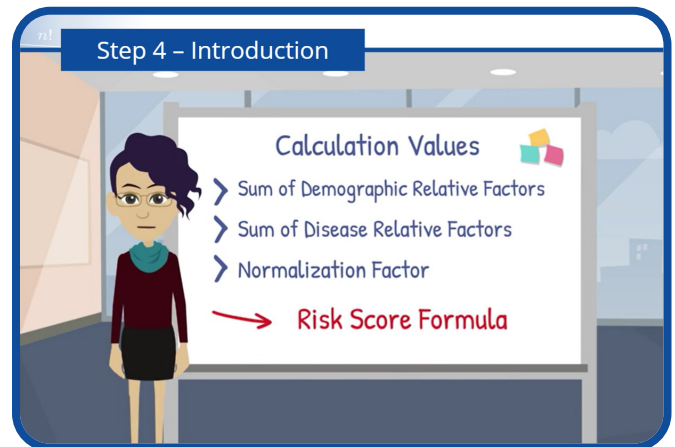 n!
Step 4 – Introduction
Calculation Values
Sum of Demographic Relative Factors
Sum of Disease Relative Factors
Normalization Factor
Risk Score Formula